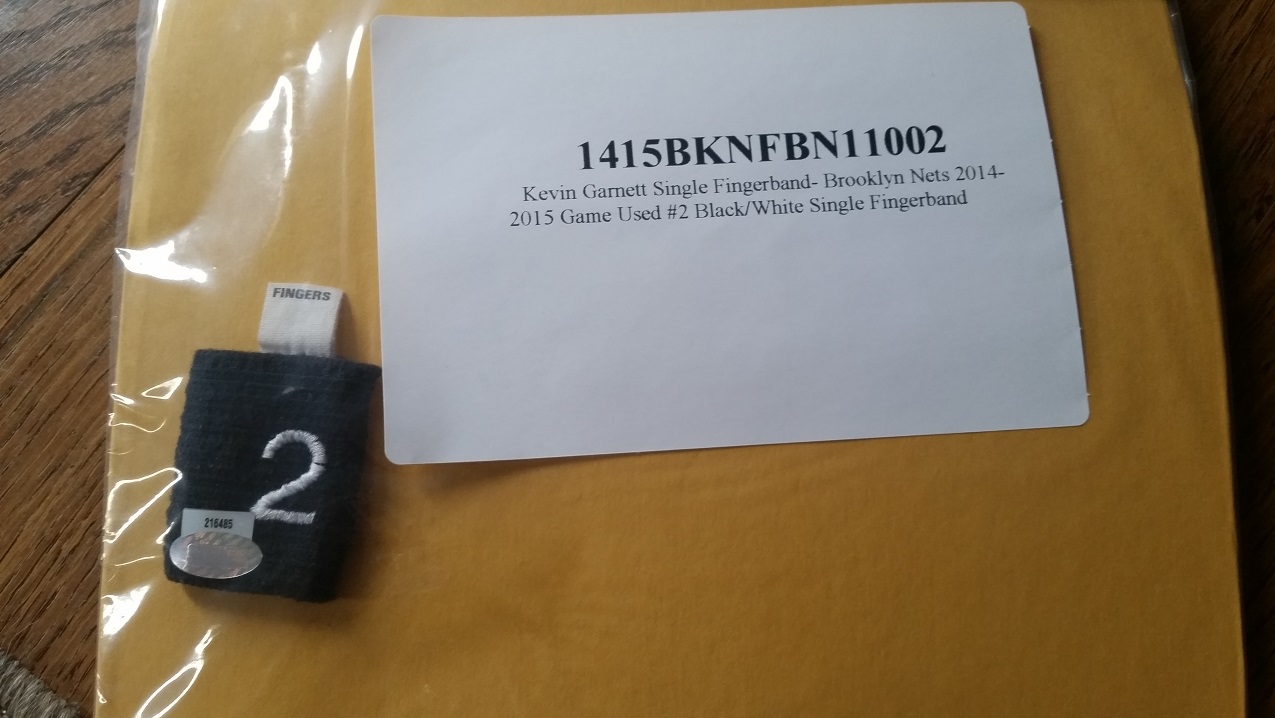 1415BKNFBN11002
Kevin Garnett Single Fingerband- Brooklyn Nets 2014-
2015 Game Used #2 Black/White Single Fingerband
FINGERS
2
216485